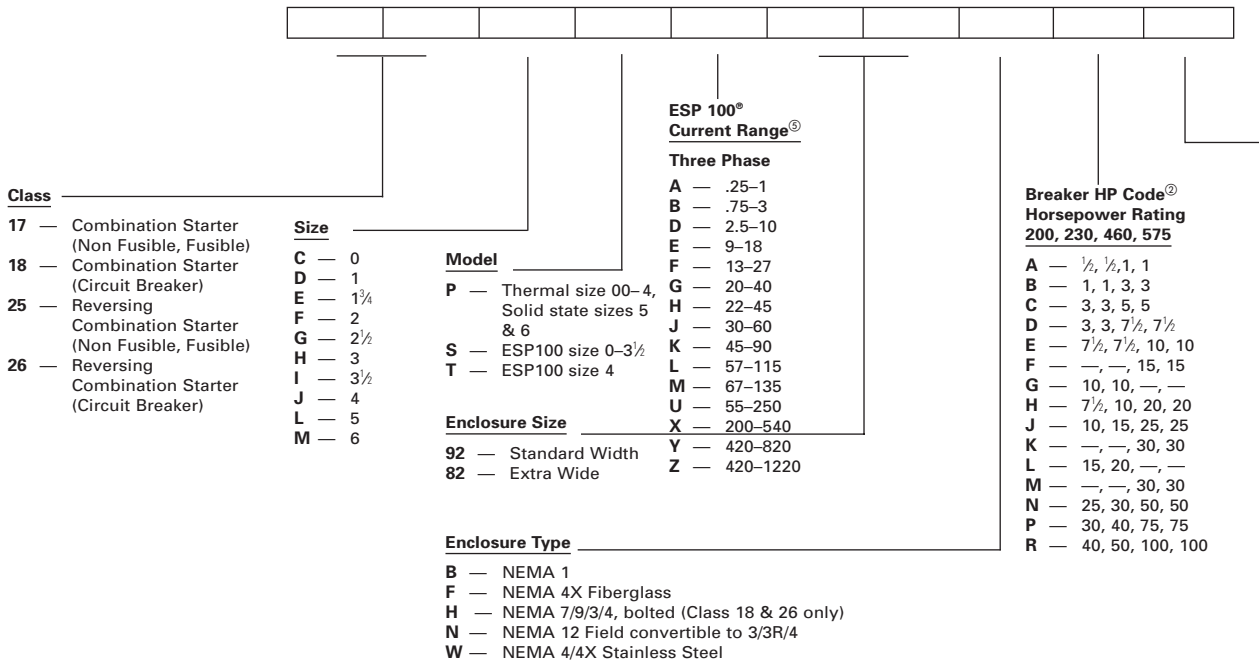 ESP 100®
Current Range⑤
Three Phase
A — .25–1
B — .75–3
D — 2.5–10
E — 9–18
F — 13–27
G — 20–40
H — 22–45
J — 30–60
K — 45–90
L — 57–115
M — 67–135
U — 55–250
X — 200–540
Y — 420–820
Z — 420–1220
Class
17 — Combination Starter
(Non Fusible, Fusible)
18 — Combination Starter
(Circuit Breaker)
25 — Reversing
Combination Starter
(Non Fusible, Fusible)
26 — Reversing
Combination Starter
(Circuit Breaker)
Size
C — 0
D — 1
E — 1¾
F — 2
G — 2½
H — 3
I — 3½
J — 4
L — 5
M — 6
Model
P — Thermal size 00–4,
Solid state sizes 5
& 6
S — ESP100 size 0–3½
T — ESP100 size 4
Enclosure Size
92 — Standard Width
82 — Extra Wide
Breaker HP Code②
Horsepower Rating
200, 230, 460, 575
A — ½, ½,1, 1
B — 1, 1, 3, 3
C — 3, 3, 5, 5
D — 3, 3, 7½, 7½
E — 7½, 7½, 10, 10
F — —, —, 15, 15
G — 10, 10, —, —
H — 7½, 10, 20, 20
J — 10, 15, 25, 25
K — —, —, 30, 30
L — 15, 20, —, —
M — —, —, 30, 30
N — 25, 30, 50, 50
P — 30, 40, 75, 75
R — 40, 50, 100, 100
Enclosure Type
B — NEMA 1
F — NEMA 4X Fiberglass
H — NEMA 7/9/3/4, bolted (Class 18 & 26 only)
N — NEMA 12 Field convertible to 3/3R/4
W — NEMA 4/4X Stainless Steel